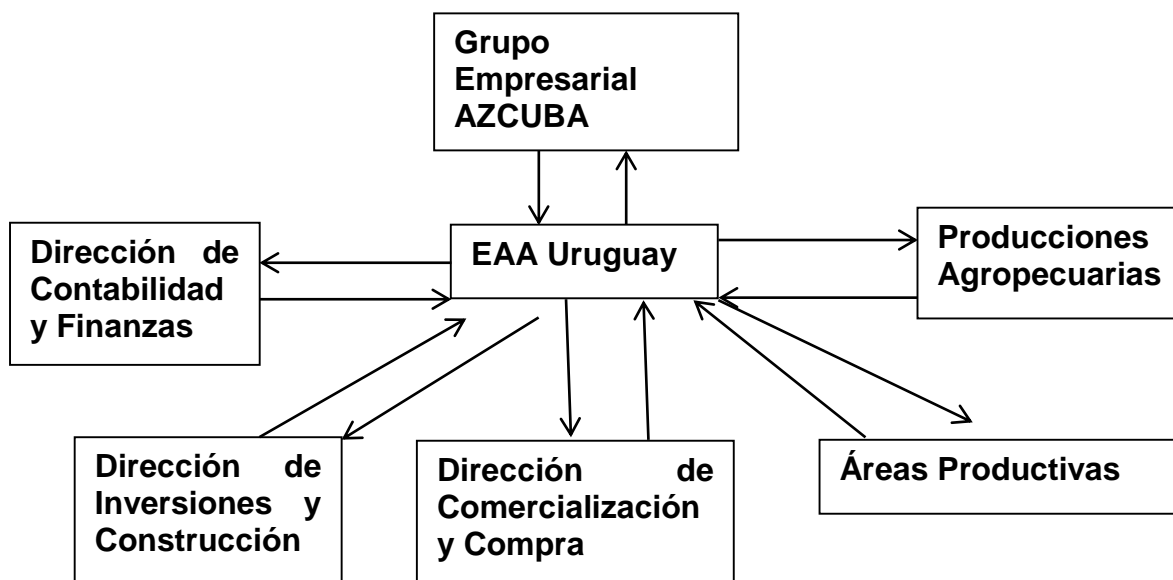 Grupo
Empresarial
AZCUBA
Dirección de
Contabilidad
y Finanzas
EAA Uruguay
Producciones
Agropecuarias
Dirección de
Inversiones y
Construcción
Dirección de
Comercialización
y Compra
Áreas Productivas